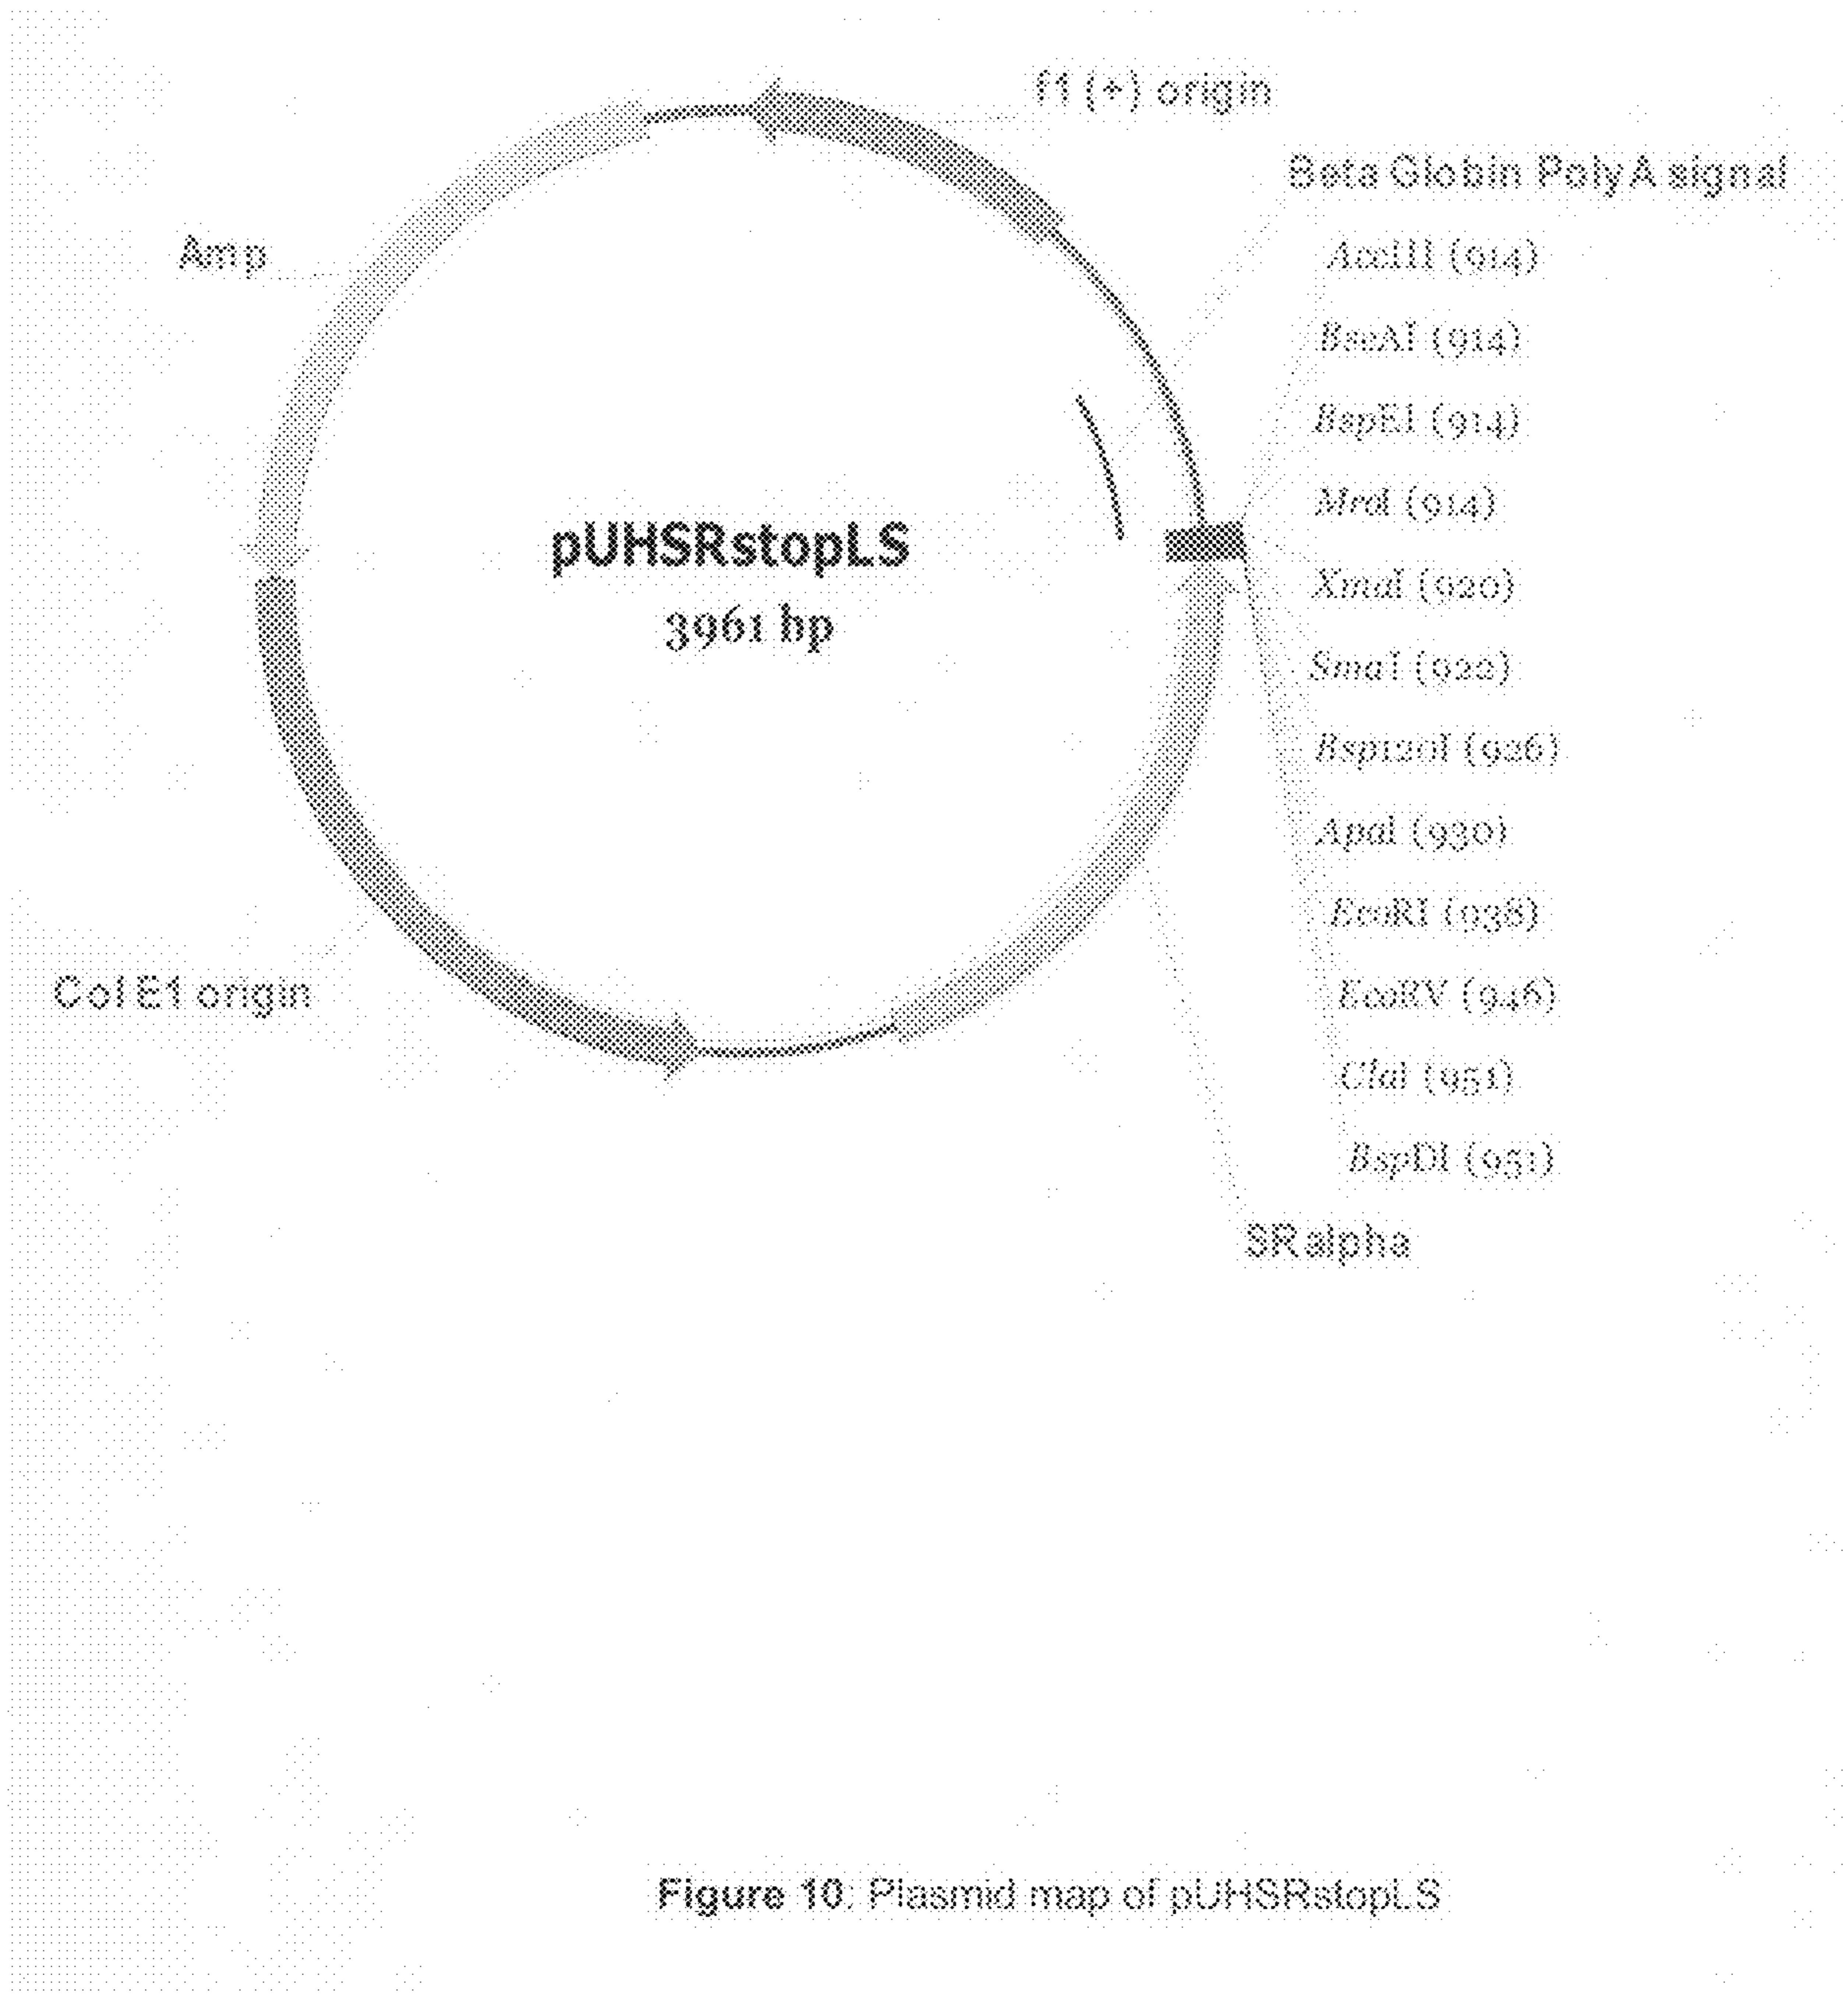 f1 (+) origin
Beta Globin PolyA signal
Amp
AccIII (914)
BseAI (914)
BspEI (914)
MroI (914)
XmaI (920)
SmaI (922)
Bsp120I (926)
ApaI (930)
EcoRI (938)
EcoRV (946)
ClaI (951)
BspDI (951)
pUHSRstopLS
3961 bp
Col E1 origin
SRalpha
Figure 10: Plasmid map of pUHSRstopLS